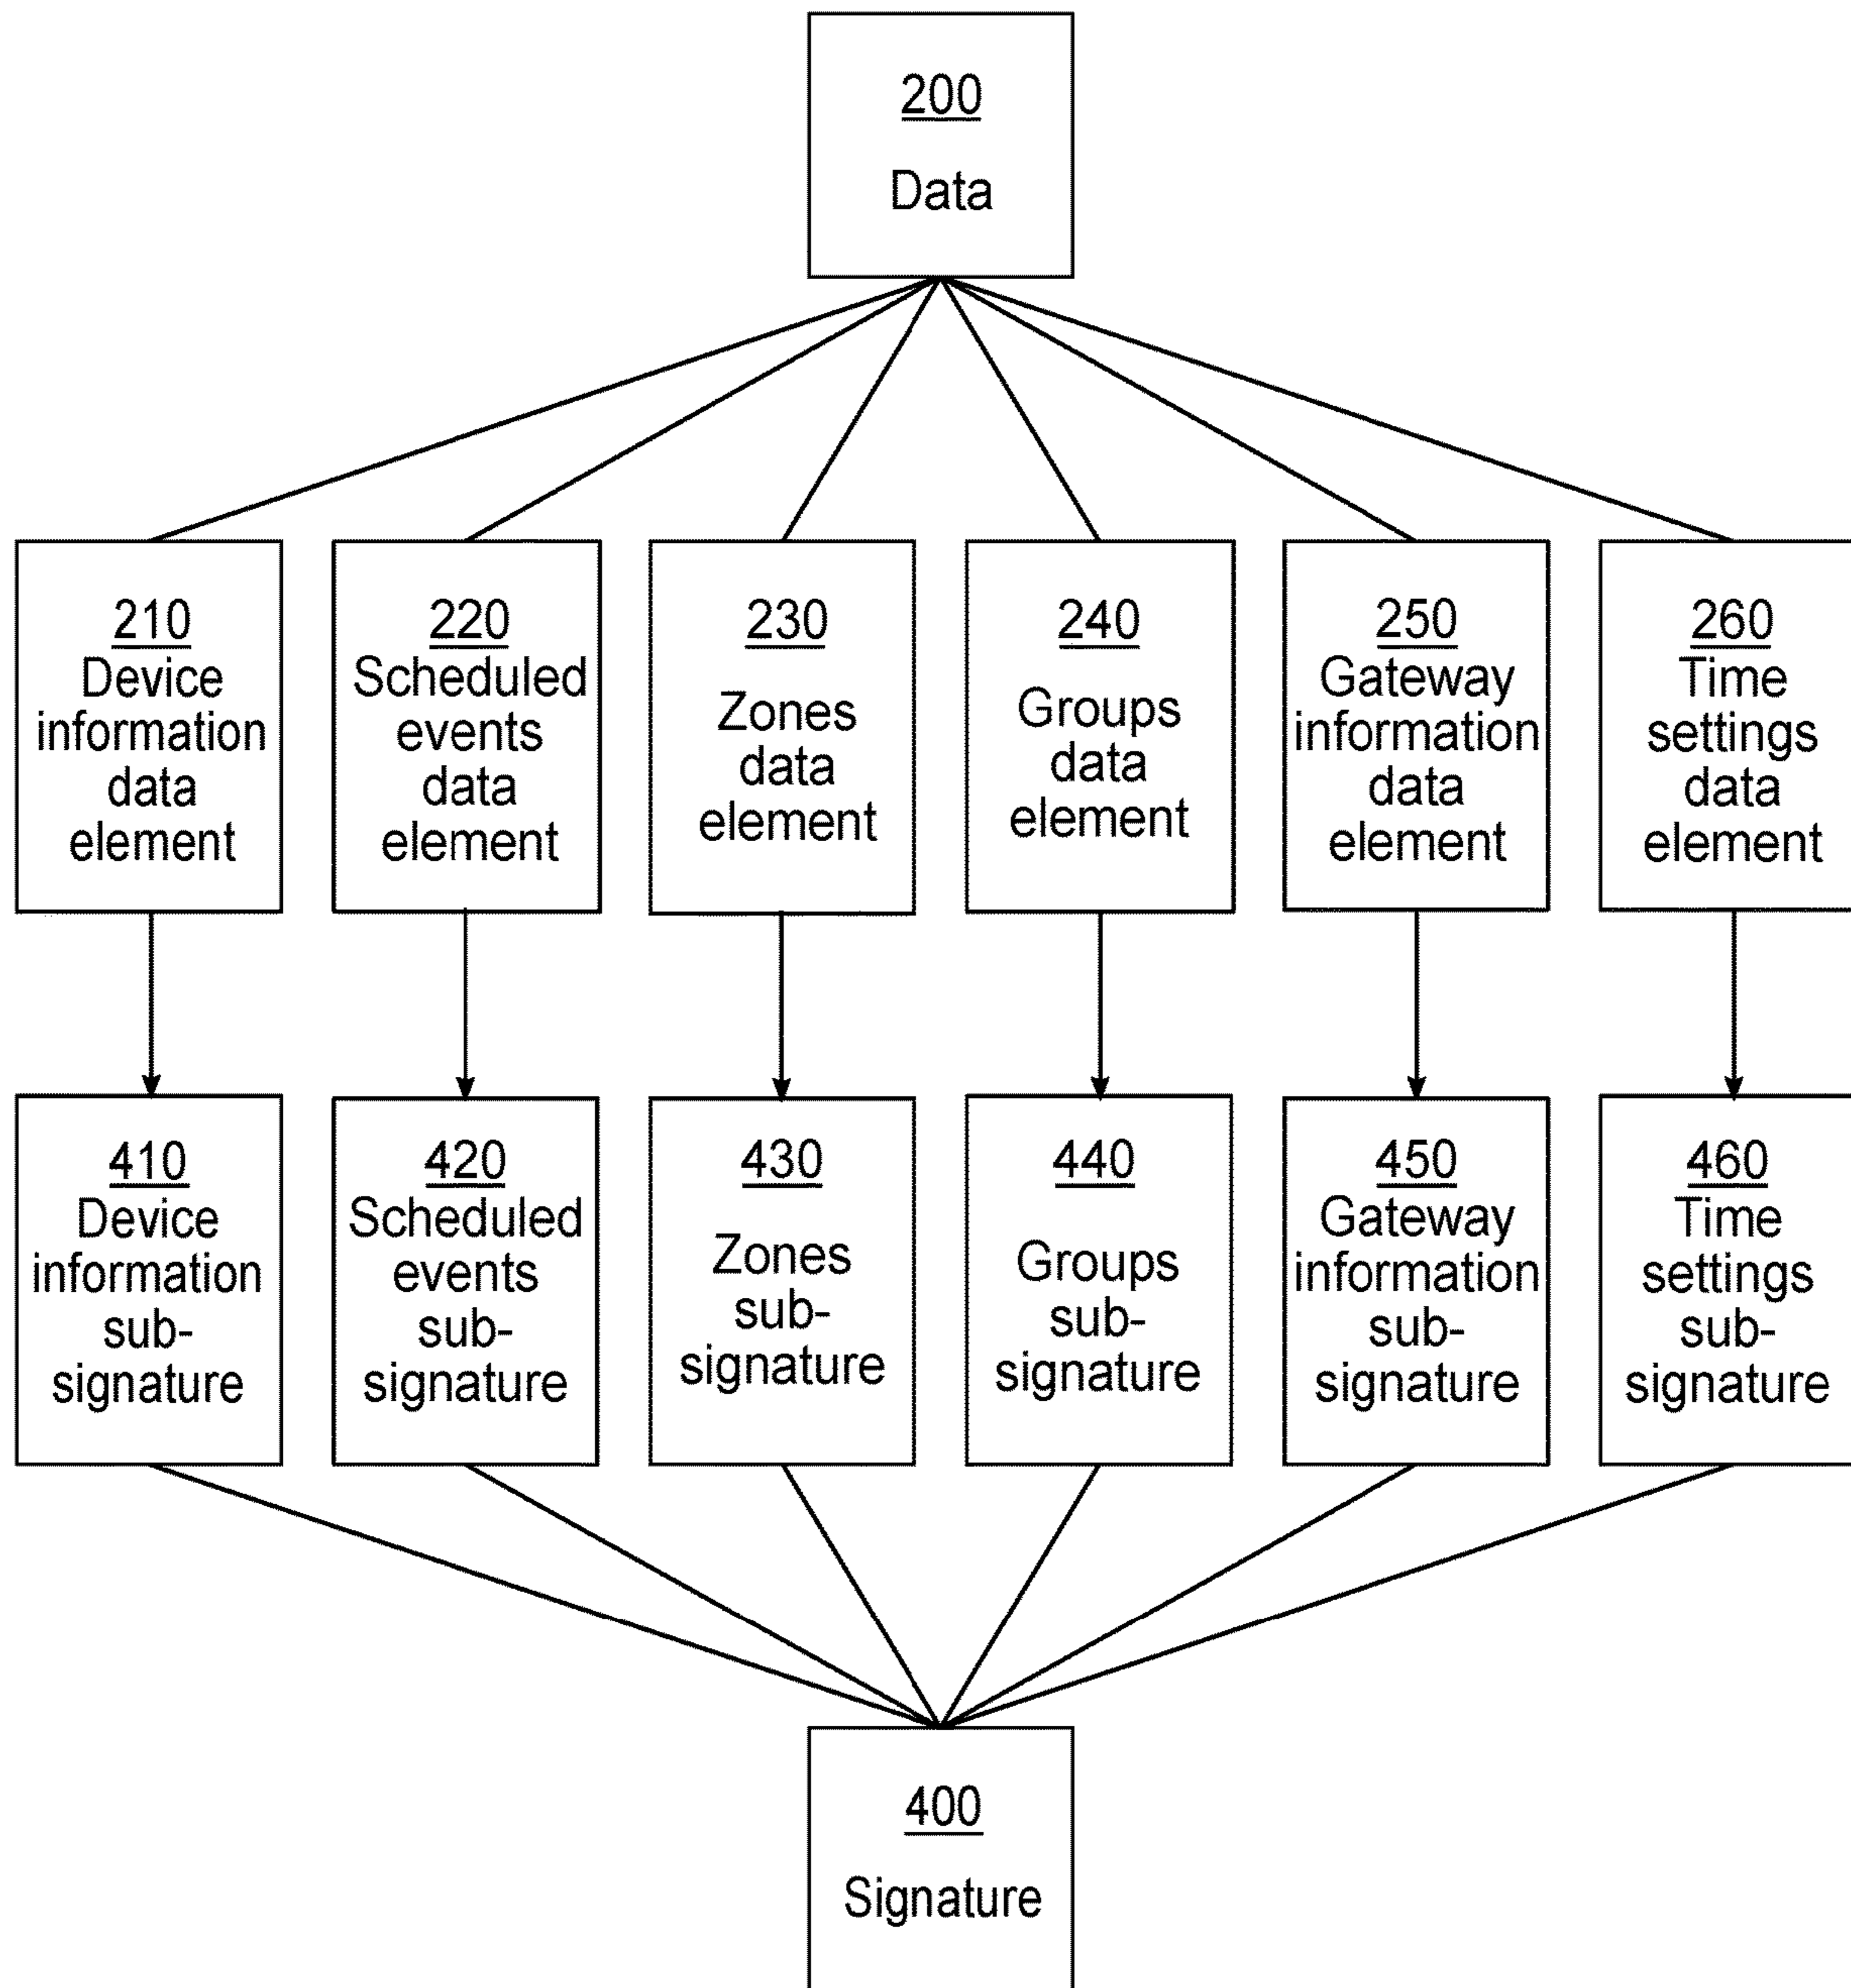 200
Data
210
Device
information
data
element
220
Scheduled
events
data
element
230
Zones
data
element
240
Groups
data
element
250
Gateway
information
data
element
260
Time
settings
data
element
410
Device
information
sub-
signature
420
Scheduled
events
sub-
signature
430
Zones
sub-
signature
440
Groups
sub-
signature
450
Gateway
information
sub-
signature
460
Time
settings
sub-
signature
400
Signature